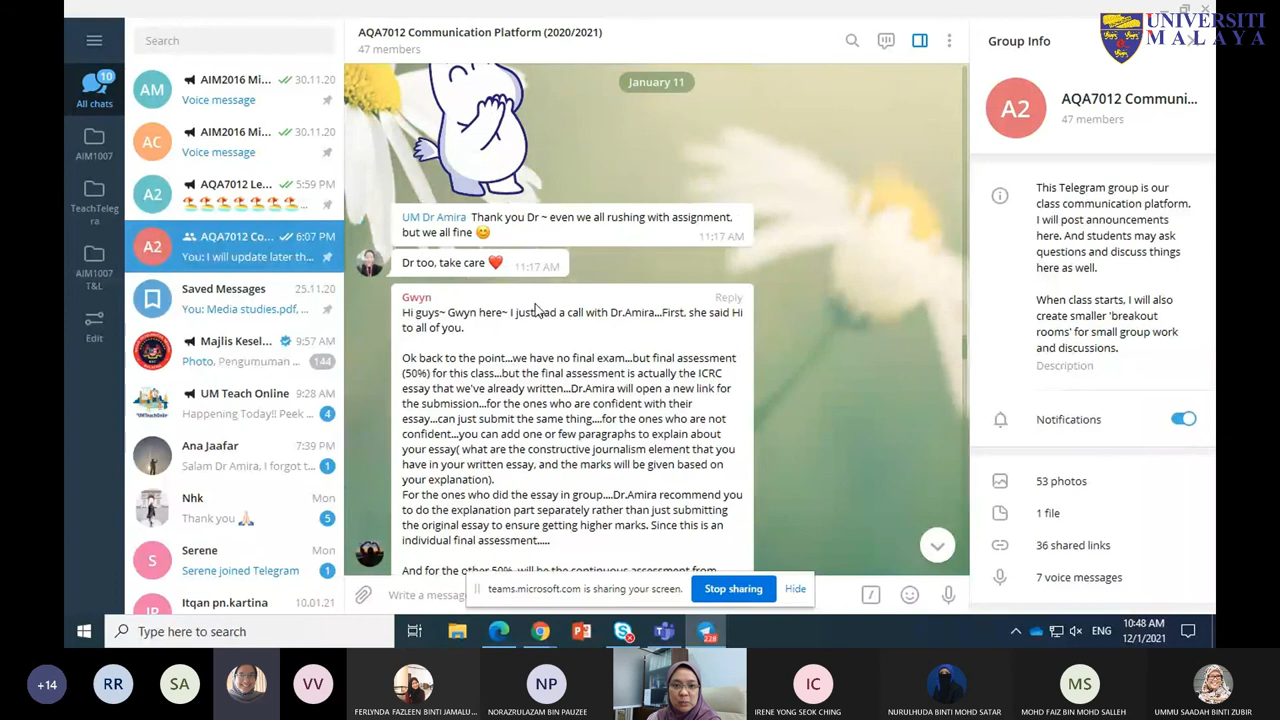 UNIVERSITI
MALAYA
Search
All chats
10
AIM1007
TeachTeleg
ra
AIM1007
T&L
Edit
AM
AIM2016 Mi...
30.11.20
Voice message
AC
AIM2016 Mi...
30.11.20
Voice message
A2
AQA7012 Le...
5:59 PM
...
A2
AQA7012 Co...
6:07 PM
You: I will update later th...
Saved Messages
25.11.20
You: Media studies.pdf, ...
Majlis Kesel...
9:57 AM
Photo, Pengumuman ...
144
UM Teach Online
9:28 AM
Happening Today!! Peek ...
4
Ana Jaafar
7:39 PM
Salam Dr Amira, I forgot t...
1
Nhk
Mon
Thank you 🙏🏻
5
S
Serene
Mon
Serene joined Telegram
1
IP
Itqan pn.kartina
10.01.21
AQA7012 Communication Platform (2020/2021)
47 members
January 11
UM Dr Amira Thank you Dr ~ even we all rushing with assignment,
but we all fine 😊
11:17 AM
Dr too, take care ❤️
11:17 AM
Gwyn
Reply
Hi guys~ Gwyn here~ I just had a call with Dr.Amira...First, she said Hi
to all of you.
Ok back to the point...we have no final exam...but final assessment
(50%) for this class...but the final assessment is actually the ICRC
essay that we've already written...Dr.Amira will open a new link for
the submission...for the ones who are confident with their
essay...can just submit the same thing....for the ones who are not
confident...you can add one or few paragraphs to explain about
your essay( what are the constructive journalism element that you
have in your written essay, and the marks will be given based on
your explanation).
For the ones who did the essay in group....Dr.Amira recommend you
to do the explanation part separately rather than just submitting
the original essay to ensure getting higher marks. Since this is an
individual final assessment.....
And for the other 50%, will be the continuous assessment from
Write a message
teams.microsoft.com is sharing your screen.
Stop sharing
Hide
Group Info
A2
AQA7012 Communi...
47 members
This Telegram group is our
class communication platform.
I will post announcements
here. And students may ask
questions and discuss things
here as well.
When class starts, I will also
create smaller 'breakout
rooms' for small group work
and discussions.
Description
Notifications
53 photos
1 file
36 shared links
7 voice messages
Type here to search
228
ENG
10:48 AM
12/1/2021
+14
RR
SA
VV
FERLYNDA FAZLEEN BINTI JAMALU...
NP
NORAZRULAZAM BIN PAUZEE
IC
IRENE YONG SEOK CHING
NURULHUDA BINTI MOHD SATAR
MS
MOHD FAIZ BIN MOHD SALLEH
UMMU SAADAH BINTI ZUBIR